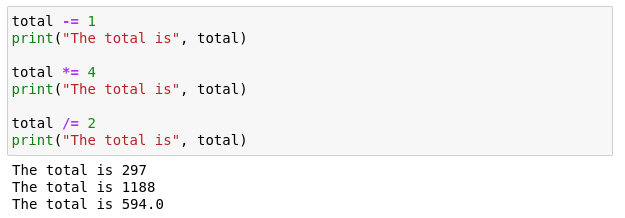 total -= 1
print("The total is", total)
total *= 4
print("The total is", total)
total /= 2
print("The total is", total)
The total is 297
The total is 1188
The total is 594.0